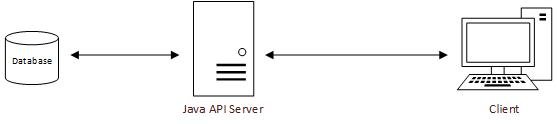 Database
Java API Server
Client